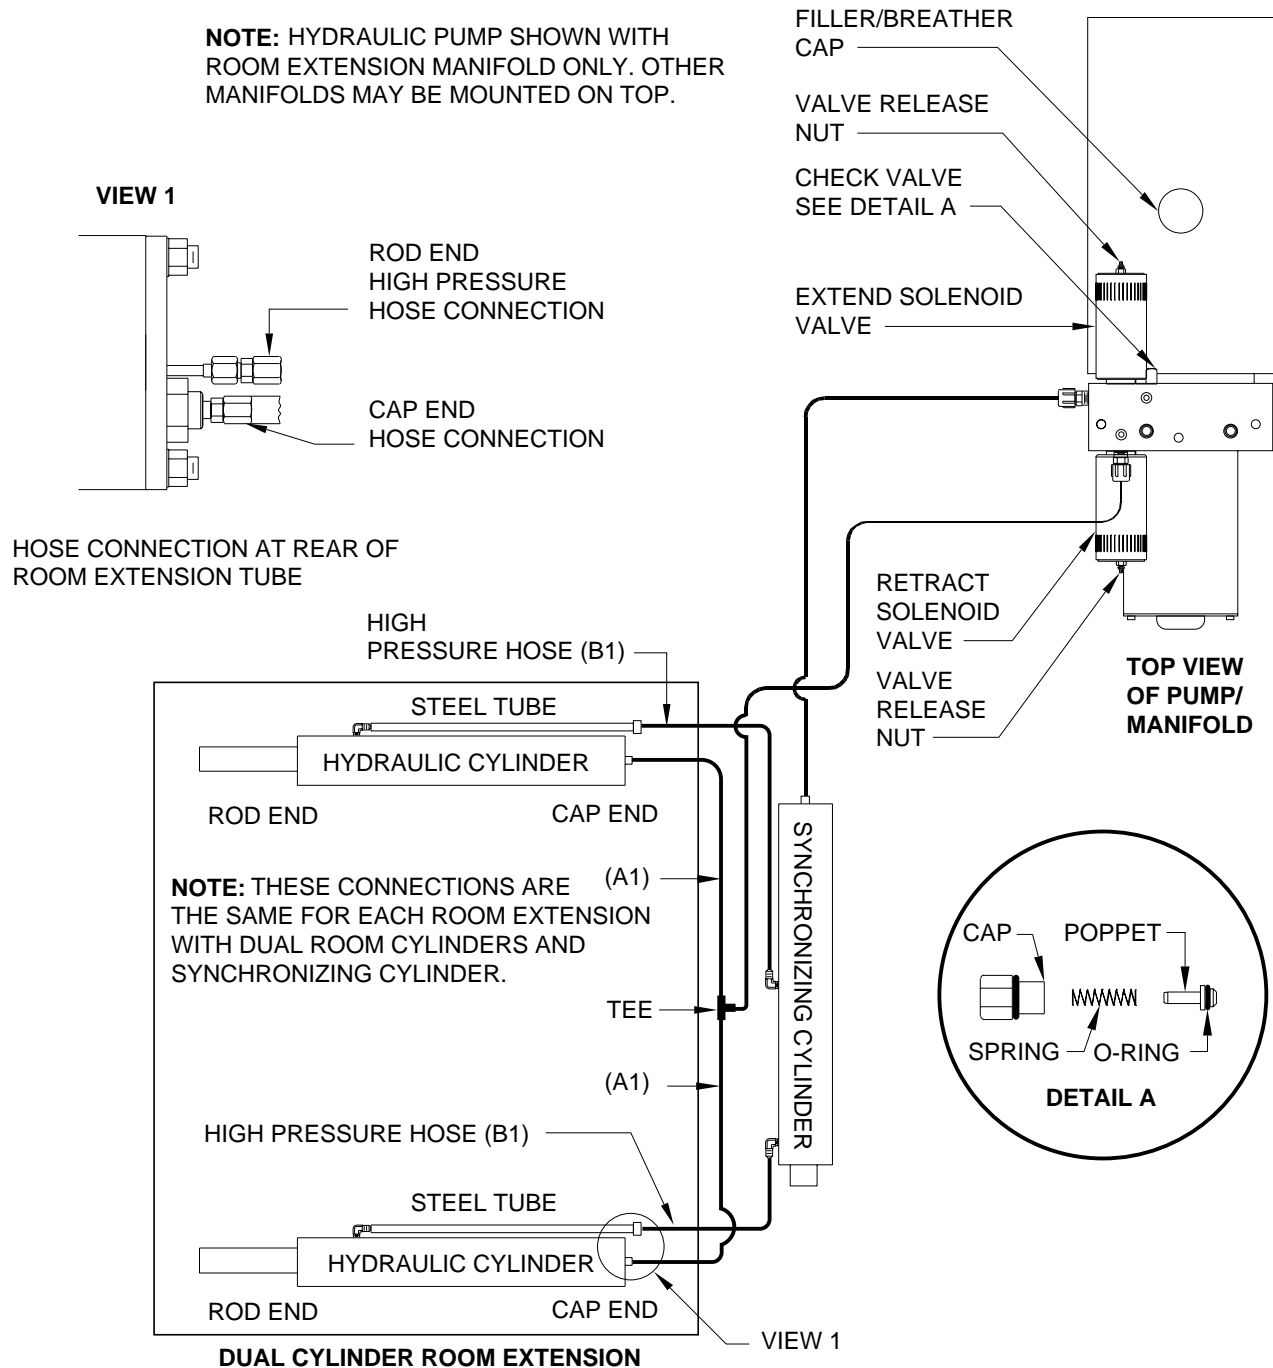 NOTE: HYDRAULIC PUMP SHOWN WITH
ROOM EXTENSION MANIFOLD ONLY. OTHER
MANIFOLDS MAY BE MOUNTED ON TOP.
FILLER/BREATHER
CAP
VALVE RELEASE
NUT
CHECK VALVE
SEE DETAIL A
EXTEND SOLENOID
VALVE
VIEW 1
ROD END
HIGH PRESSURE
HOSE CONNECTION
CAP END
HOSE CONNECTION
HOSE CONNECTION AT REAR OF
ROOM EXTENSION TUBE
RETRACT
SOLENOID
VALVE
VALVE
RELEASE
NUT
TOP VIEW
OF PUMP/
MANIFOLD
HIGH
PRESSURE HOSE (B1)
STEEL TUBE
HYDRAULIC CYLINDER
ROD END
CAP END
NOTE: THESE CONNECTIONS ARE
THE SAME FOR EACH ROOM EXTENSION
WITH DUAL ROOM CYLINDERS AND
SYNCHRONIZING CYLINDER.
(A1)
TEE
(A1)
SYNCHRONIZING CYLINDER
HIGH PRESSURE HOSE (B1)
STEEL TUBE
HYDRAULIC CYLINDER
ROD END
CAP END
VIEW 1
DUAL CYLINDER ROOM EXTENSION
CAP
POPPET
SPRING
O-RING
DETAIL A